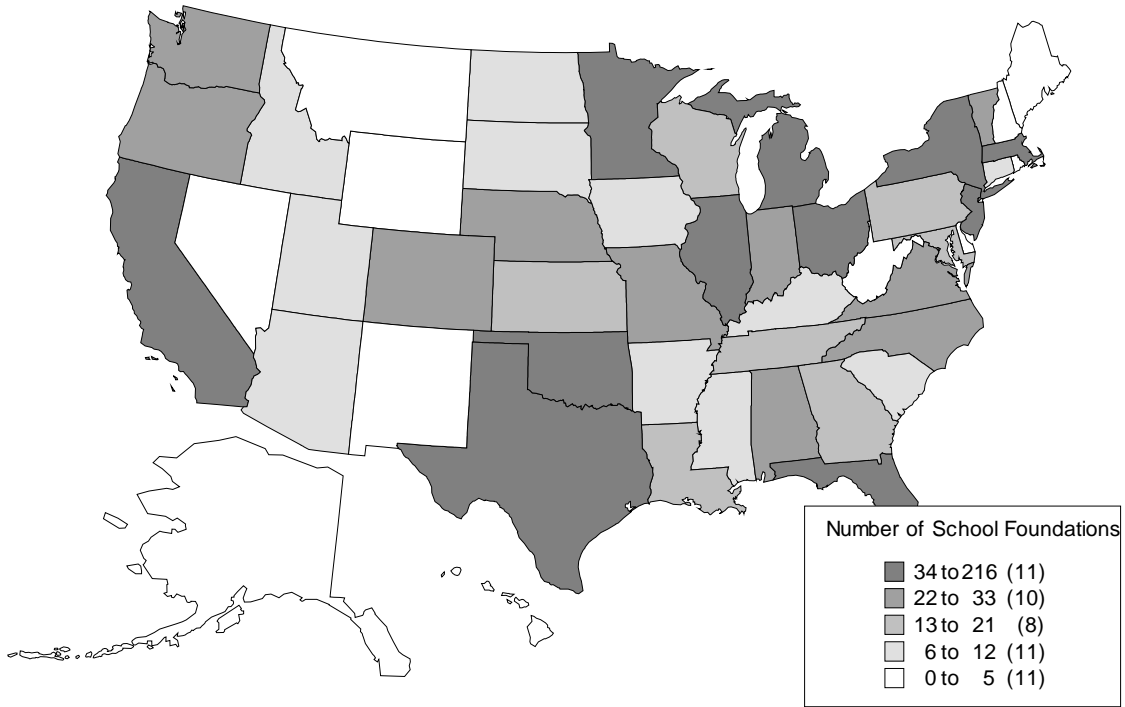 Number of School Foundations
34 to 216 (11)
22 to 33 (10)
13 to 21 (8)
6 to 12 (11)
0 to 5 (11)